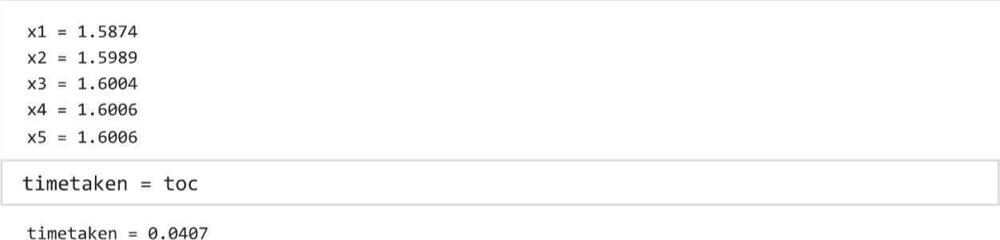 x1 = 1.5874
x2 = 1.5989
x3 = 1.6004
x4 = 1.6006
x5 = 1.6006
timetaken = toc
timetaken = 0.0407